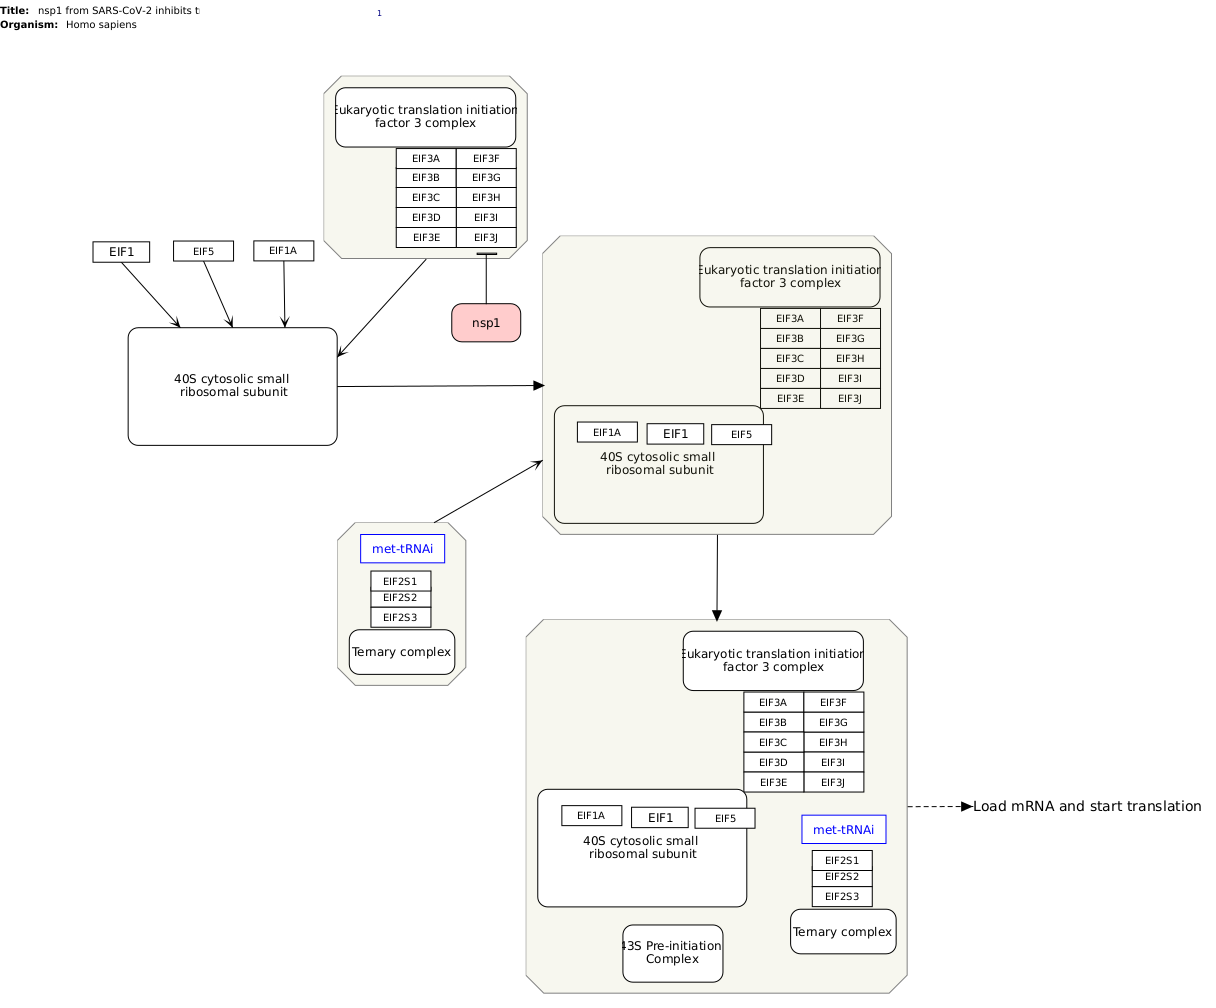 Title: nsp1 from SARS-CoV-2 inhibits
1
Organism: Homo sapiens
Eukaryotic translation initiation
factor 3 complex
EIF3A EIF3F
EIF3B EIF3G
EIF3C EIF3H
EIF3D EIF3I
EIF3E EIF3J
EIF1 EIF5 EIF1A
nsp1
40S cytosolic small
ribosomal subunit
Eukaryotic translation initiation
factor 3 complex
EIF3A EIF3F
EIF3B EIF3G
EIF3C EIF3H
EIF3D EIF3I
EIF3E EIF3J
EIF1A EIF1 EIF5
40S cytosolic small
ribosomal subunit
met-tRNAi
EIF2S1
EIF2S2
EIF2S3
Ternary complex
Eukaryotic translation initiation
factor 3 complex
EIF3A EIF3F
EIF3B EIF3G
EIF3C EIF3H
EIF3D EIF3I
EIF3E EIF3J
EIF1A EIF1 EIF5
40S cytosolic small
ribosomal subunit
met-tRNAi
EIF2S1
EIF2S2
EIF2S3
Ternary complex
43S Pre-initiation
Complex
Load mRNA and start translation